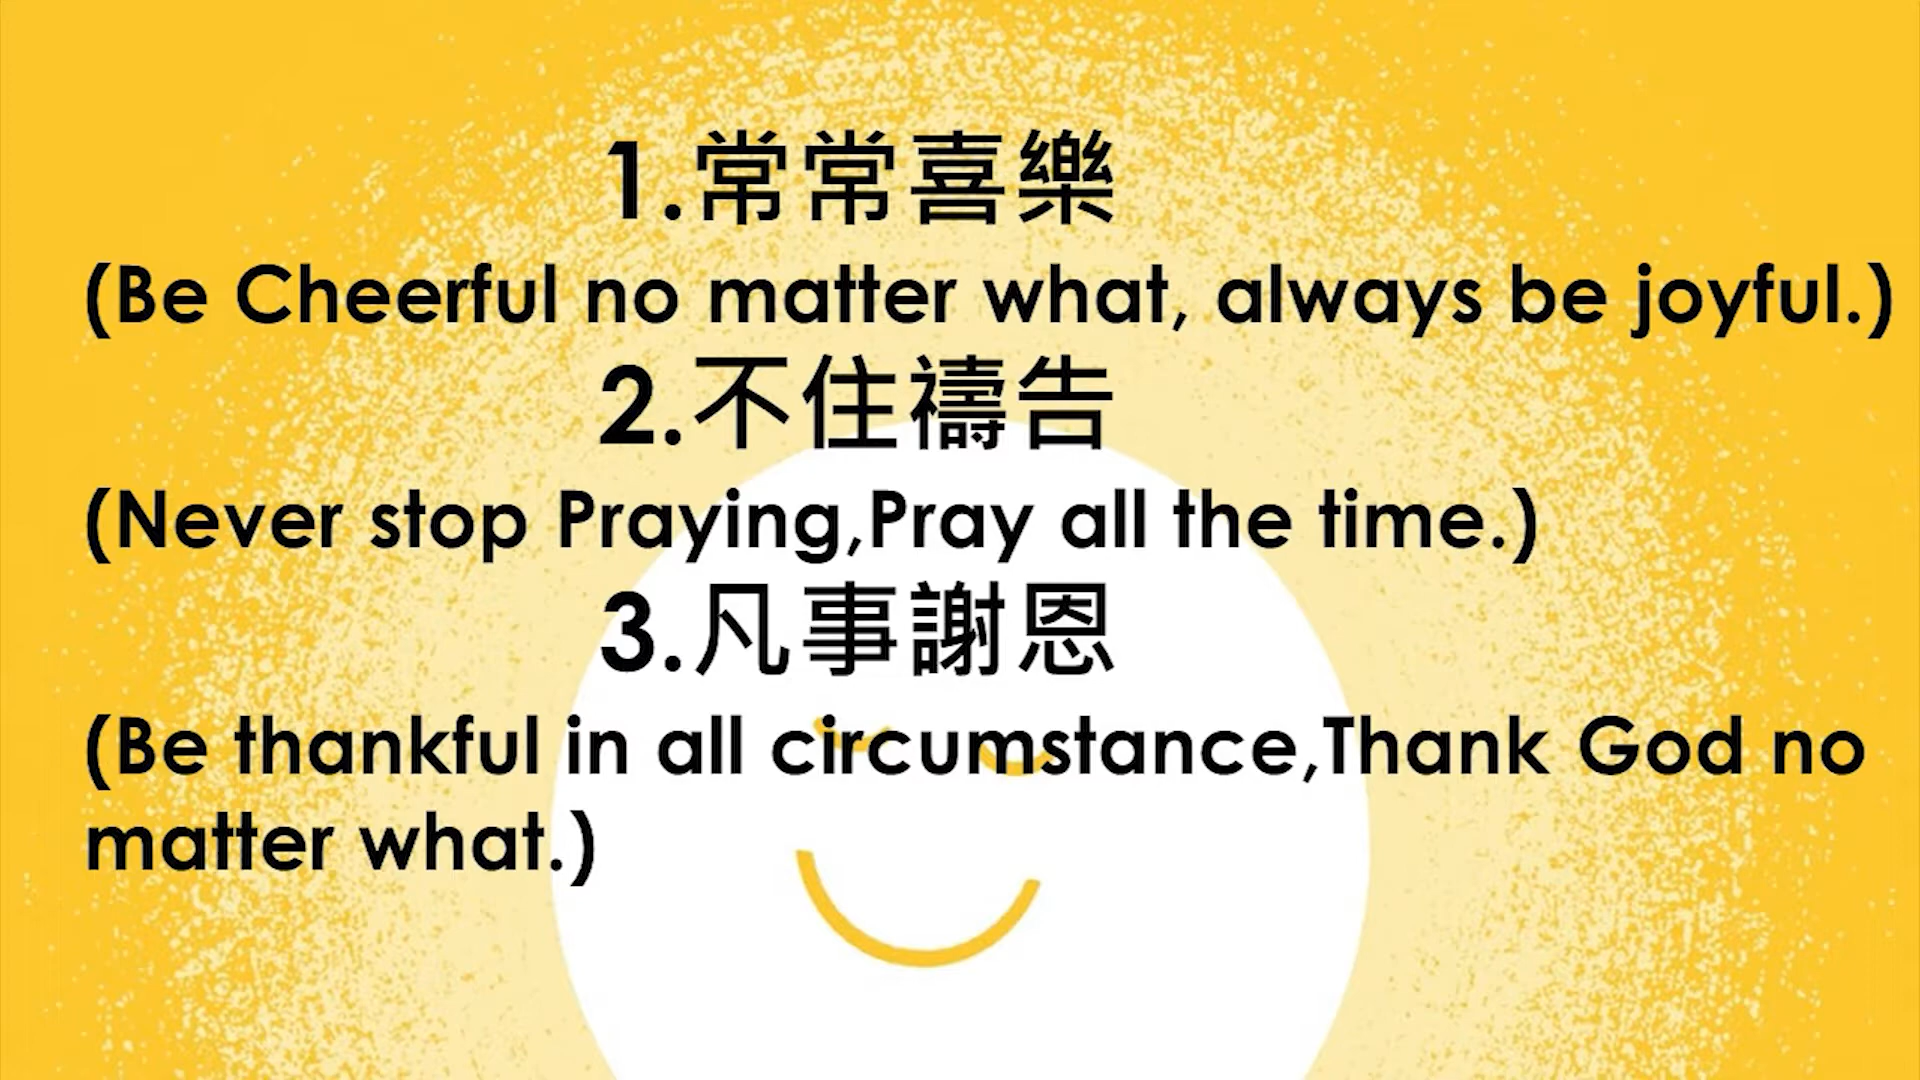 1.常常喜樂
(Be Cheerful no matter what, always be joyful.)
2.不住禱告
(Never stop Praying,Pray all the time.)
3.凡事謝恩
(Be thankful in all circumstance,Thank God no
matter what.)